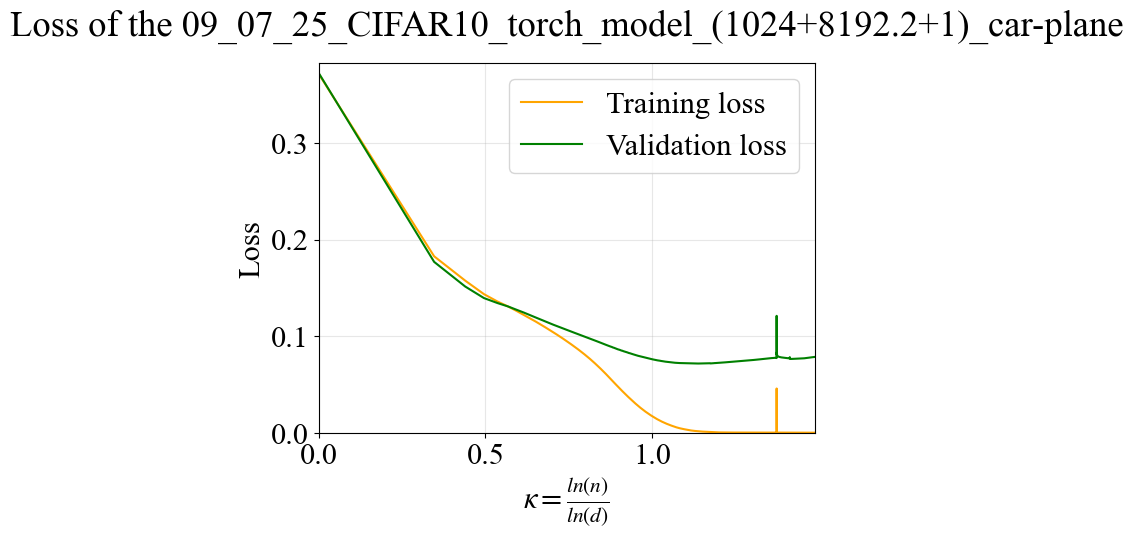 Loss of the 09_07_25_CIFAR10_torch_model_(1024+8192.2+1)_car-plane
Training loss
Validation loss
Loss
0.3
0.2
0.1
0.0
0.0 0.5 1.0
κ = ln(n)/ln(d)